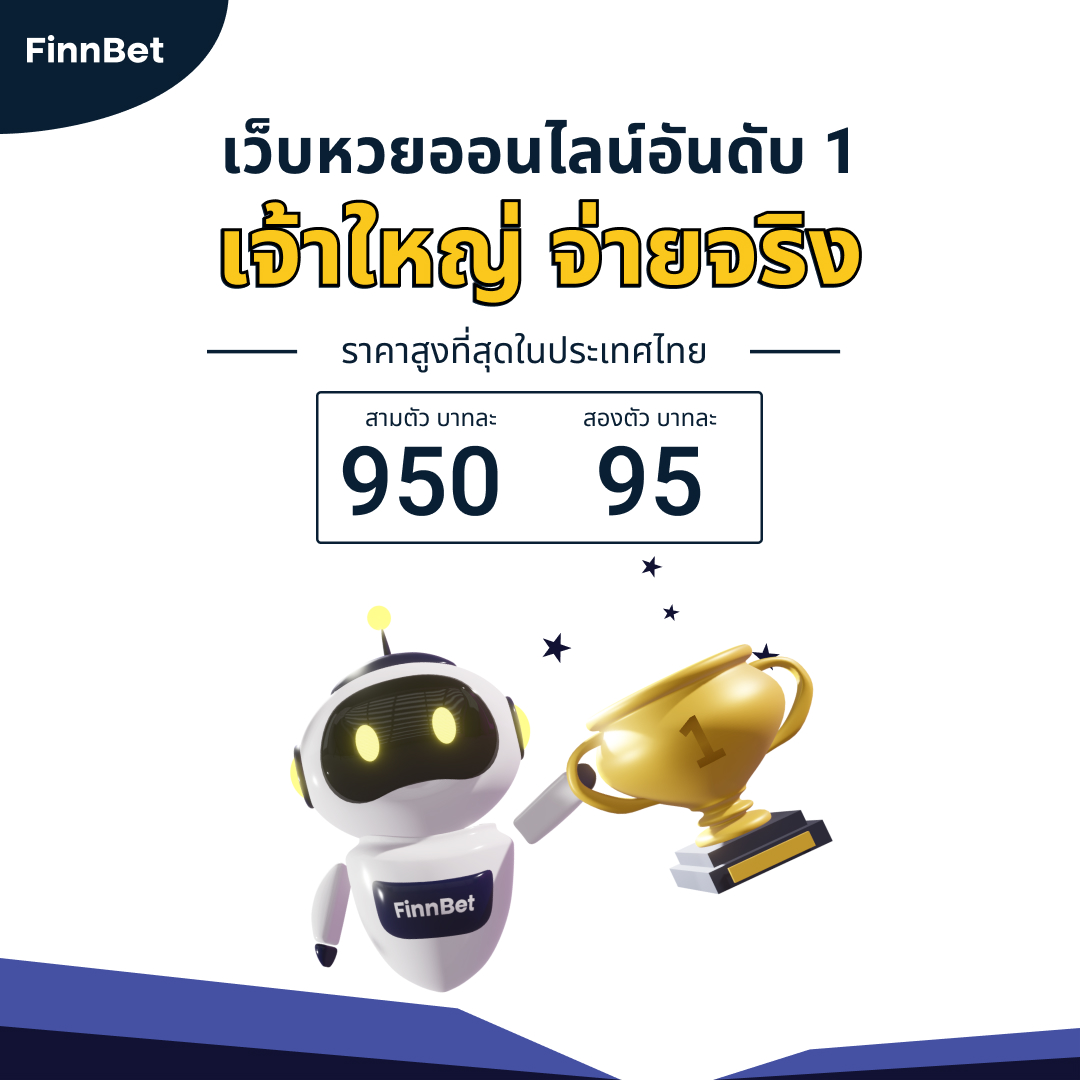 FinnBet
เว็บหวยออนไลน์อันดับ 1
เจ้าใหญ่ จ่ายจริง
ราคาสูงที่สุดในประเทศไทย
สามตัว บาทละ สองตัว บาทละ
950 95
1
FinnBet